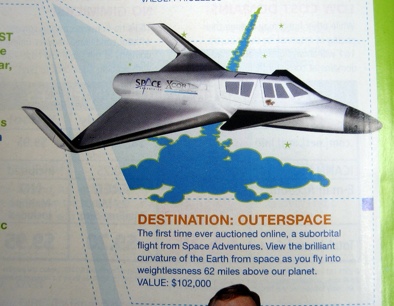 VALUE: PRICELESS
ST
e
ar,
SPACE
XCOR
s
c
DESTINATION: OUTERSPACE
The first time ever auctioned online, a suborbital
flight from Space Adventures. View the brilliant
curvature of the Earth from space as you fly into
weightlessness 62 miles above our planet.
VALUE: $102,000